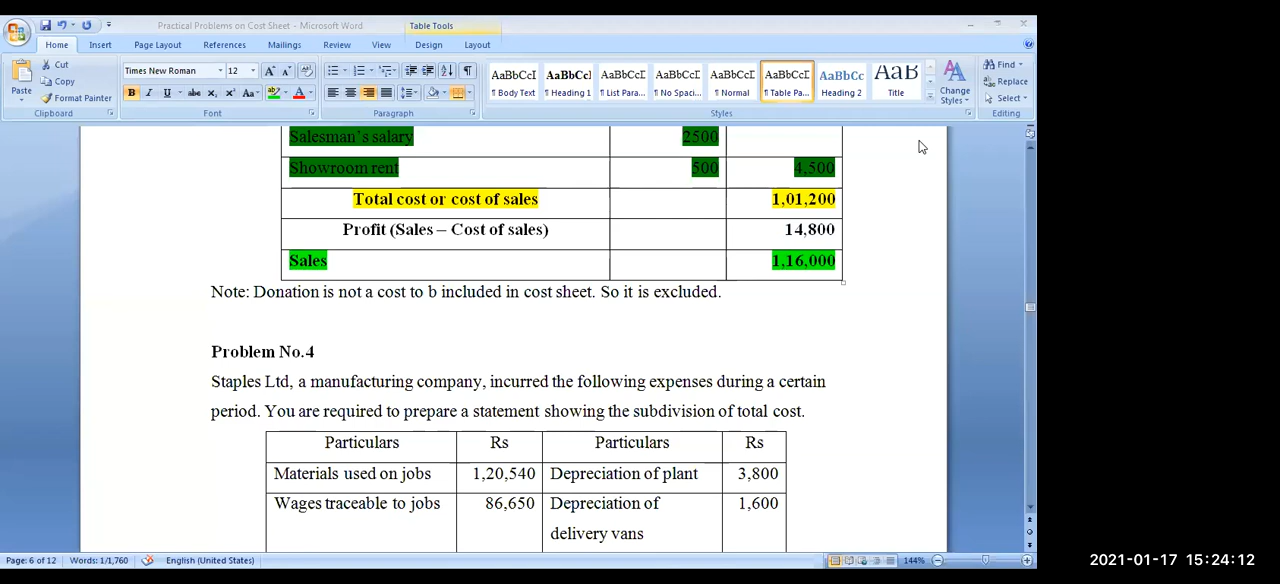 Practical Problems on Cost Sheet - Microsoft Word
Table Tools
Home Insert Page Layout References Mailings Review View Design Layout
Paste
Cut
Copy
Format Painter
Clipboard
Times New Roman 12
B I U abc x₂ x² Aa
Font
Paragraph
AaBbCcI AaBbCcI AaBbCcI AaBbCcI AaBbCcI AaBbCcI AaBbCc AaB
¶ Body Text ¶ Heading 1 ¶ List Para... ¶ No Spaci... ¶ Normal ¶ Table Pa... Heading 2 Title
Styles
Change Styles
Find
Replace
Select
Editing
Salesman's salary 2500
Showroom rent 500 4,500
Total cost or cost of sales 1,01,200
Profit (Sales – Cost of sales) 14,800
Sales 1,16,000
Note: Donation is not a cost to b included in cost sheet. So it is excluded.
Problem No.4
Staples Ltd, a manufacturing company, incurred the following expenses during a certain
period. You are required to prepare a statement showing the subdivision of total cost.
Particulars Rs Particulars Rs
Materials used on jobs 1,20,540 Depreciation of plant 3,800
Wages traceable to jobs 86,650 Depreciation of 1,600
delivery vans
Page: 6 of 12 Words: 1/1,760 English (United States) 144%
2021-01-17 15:24:12